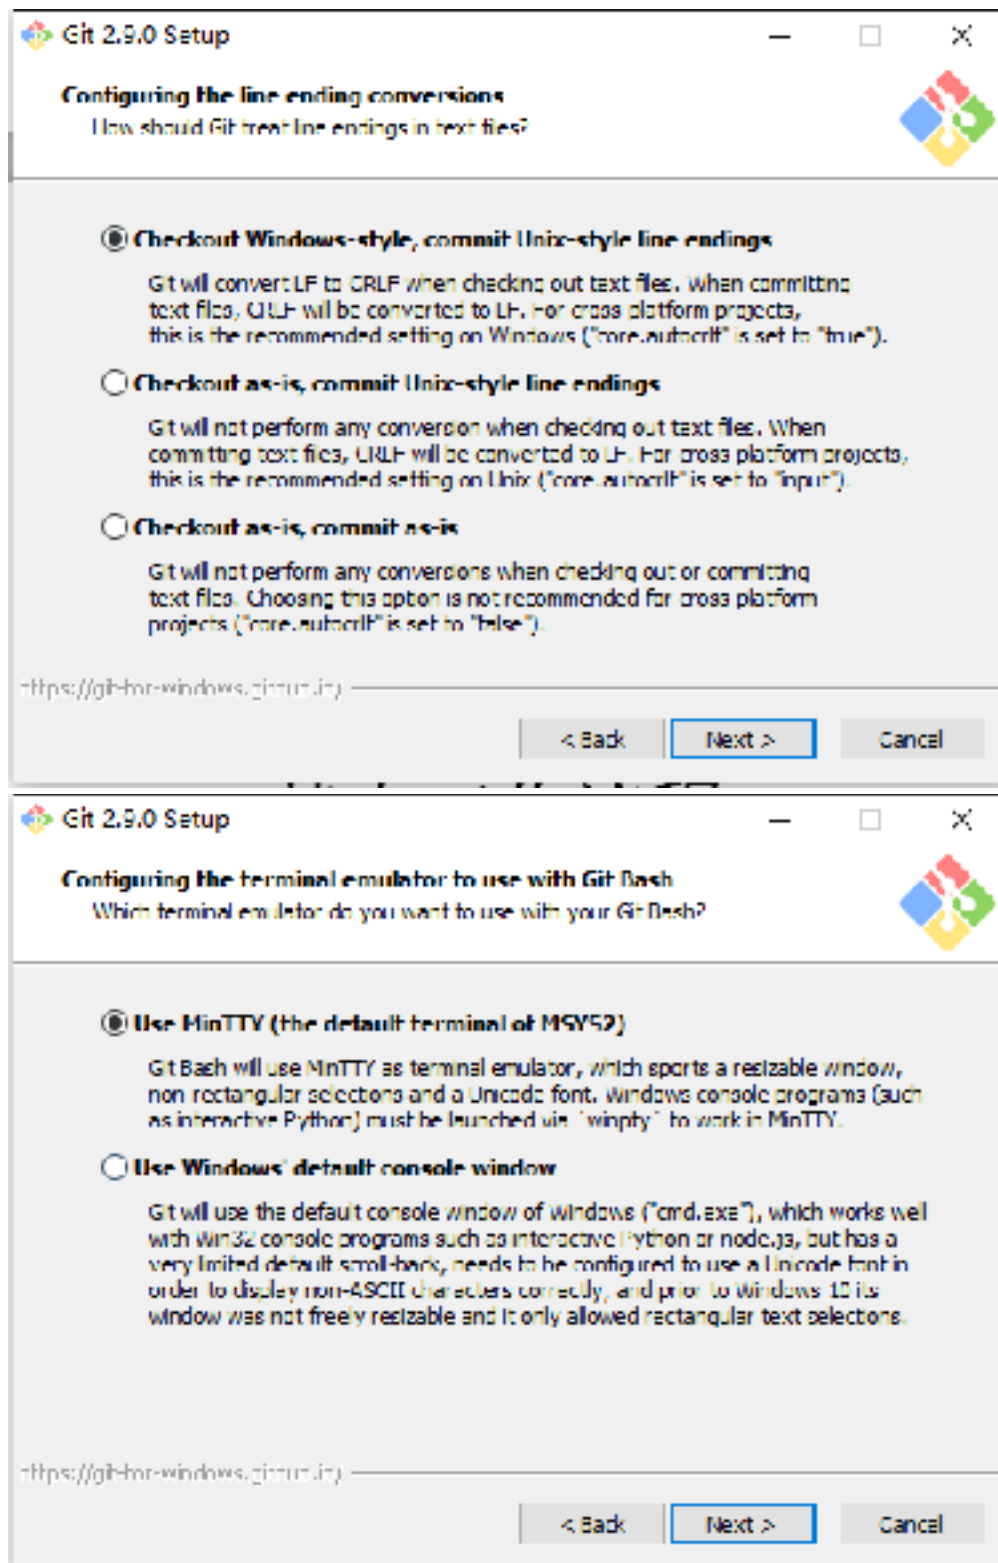 Git 2.9.0 Setup
Configuring the line ending conversions
How should Git treat line endings in text files?
Checkout Windows-style, commit Unix-style line endings
Git will convert LF to CRLF when checking out text files. When committing
text files, CRLF will be converted to LF. For cross-platform projects,
this is the recommended setting on Windows ("core.autocrlf" is set to "true").
Checkout as-is, commit Unix-style line endings
Git will not perform any conversion when checking out text files. When
committing text files, CRLF will be converted to LF. For cross-platform projects,
this is the recommended setting on Unix ("core.autocrlf" is set to "input").
Checkout as-is, commit as-is
Git will not perform any conversions when checking out or committing
text files. Choosing this option is not recommended for cross-platform
projects ("core.autocrlf" is set to "false").
https://git-for-windows.github.io/
< Back Next > Cancel
Git 2.9.0 Setup
Configuring the terminal emulator to use with Git Bash
Which terminal emulator do you want to use with your Git Bash?
Use MinTTY (the default terminal of MSYS2)
Git Bash will use MinTTY as terminal emulator, which sports a resizable window,
non-rectangular selections and a Unicode font. Windows console programs (such
as interactive Python) must be launched via `winpty` to work in MinTTY.
Use Windows' default console window
Git will use the default console window of Windows ("cmd.exe"), which works well
with Win32 console programs such as interactive Python or node.js, but has a
very limited default scroll-back, needs to be configured to use a Unicode font in
order to display non-ASCII characters correctly, and prior to Windows 10 its
window was not freely resizable and it only allowed rectangular text selections.
https://git-for-windows.github.io/
< Back Next > Cancel